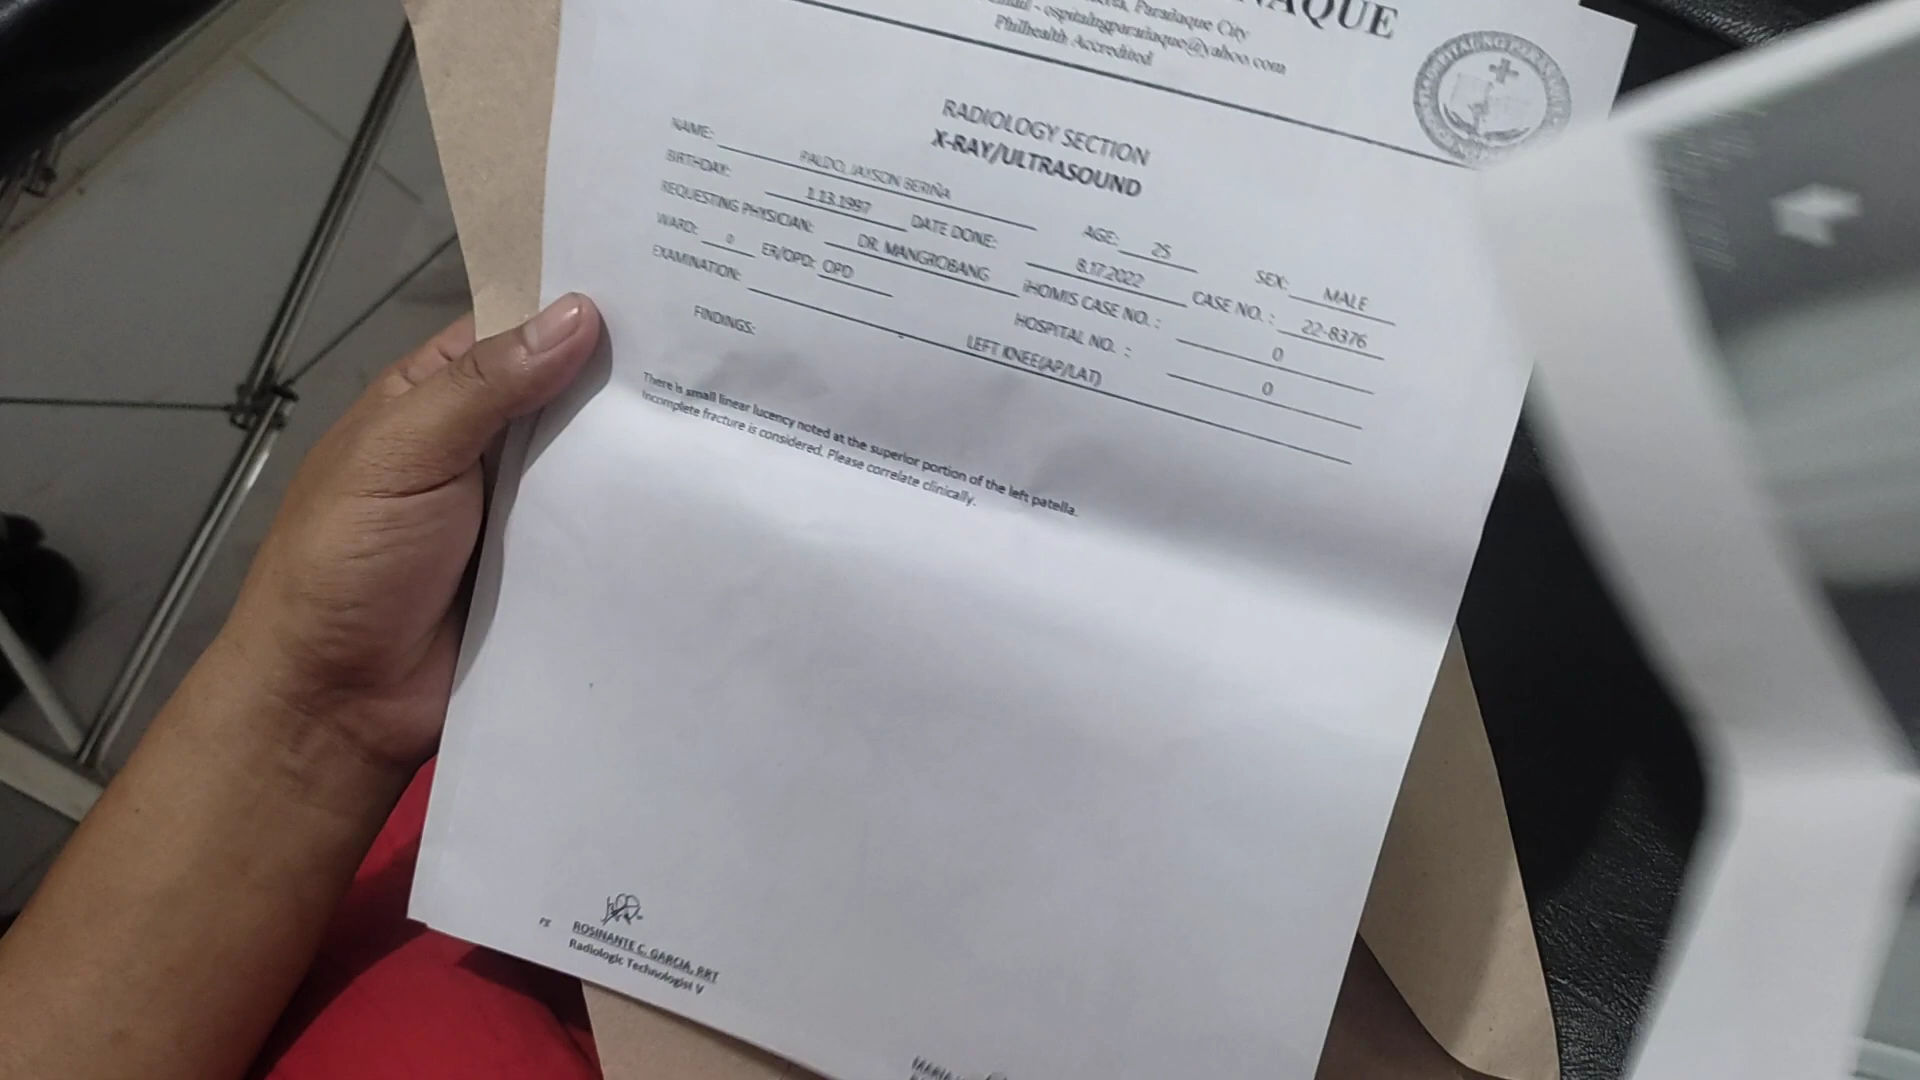 Parañaque City
Email - ospitalngparañaque@yahoo.com
Philhealth Accredited
RADIOLOGY SECTION
X-RAY/ULTRASOUND
NAME: PALDO, JAYSON BERIÑA AGE: 25 SEX: MALE
BIRTHDAY: 1.13.1997 DATE DONE: 8.17.2022 CASE NO. : 22-8376
REQUESTING PHYSICIAN: DR. MANGROBANG iHOMIS CASE NO. : 0
WARD: 0 ER/OPD: OPD HOSPITAL NO. : 0
EXAMINATION: LEFT KNEE(AP/LAT)
FINDINGS:
There is small linear lucency noted at the superior portion of the left patella.
Incomplete fracture is considered. Please correlate clinically.
ROSINANTE C. GARCIA, RRT
Radiologic Technologist V